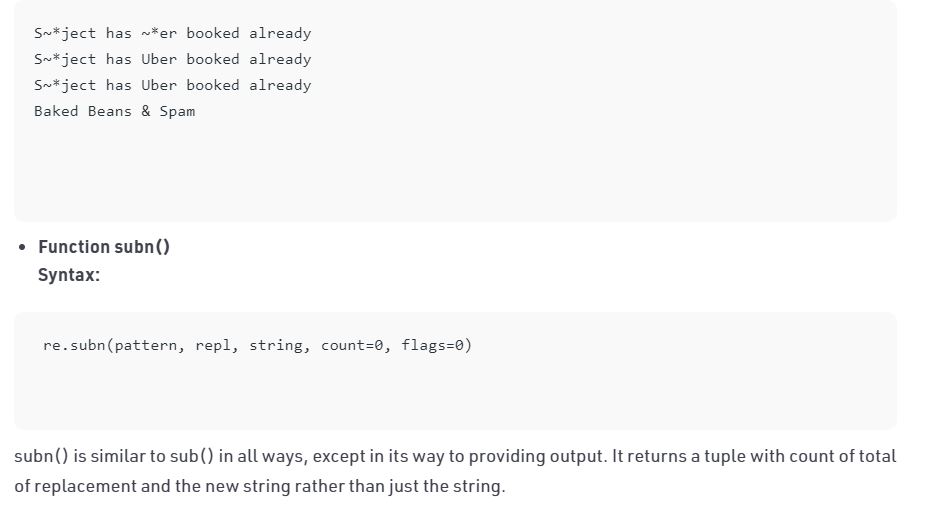 S~*ject has ~*er booked already
S~*ject has Uber booked already
S~*ject has Uber booked already
Baked Beans & Spam
• Function subn()
Syntax:
re.subn(pattern, repl, string, count=0, flags=0)
subn() is similar to sub() in all ways, except in its way to providing output. It returns a tuple with count of total
of replacement and the new string rather than just the string.